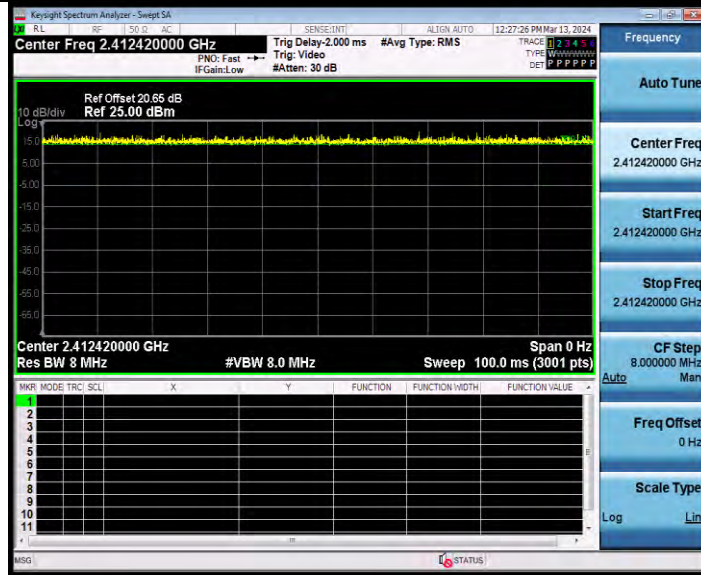 Keysight Spectrum Analyzer - Swept SA
RL RF 50 Ω AC SENSE:INT ALIGN AUTO 12:27:26 PM Mar 13, 2024
Center Freq 2.412420000 GHz
PNO: Fast
IFGain:Low
Trig Delay-2.000 ms
Trig: Video
#Atten: 30 dB
#Avg Type: RMS
TRACE 1 2 3 4 5 6
TYPE WWWWWW
DET P P P P P P
Ref Offset 20.65 dB
10 dB/div Ref 25.00 dBm
Log
15.0
5.00
-5.00
-15.0
-25.0
-35.0
-45.0
-55.0
-65.0
Center 2.412420000 GHz Span 0 Hz
Res BW 8 MHz #VBW 8.0 MHz Sweep 100.0 ms (3001 pts)
MKR MODE TRC SCL X Y FUNCTION FUNCTION WIDTH FUNCTION VALUE
1
2
3
4
5
6
7
8
9
10
11
MSG STATUS
Frequency
Auto Tune
Center Freq
2.412420000 GHz
Start Freq
2.412420000 GHz
Stop Freq
2.412420000 GHz
CF Step
8.000000 MHz
Auto Man
Freq Offset
0 Hz
Scale Type
Log Lin